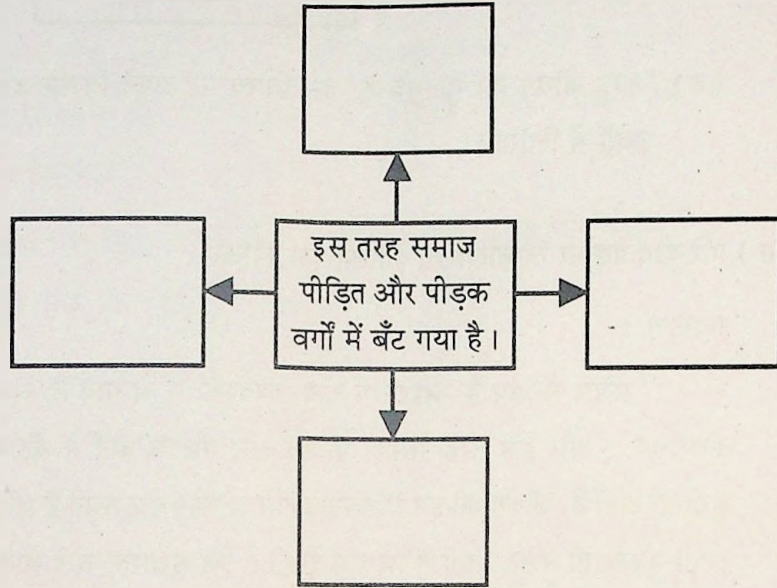 इस तरह समाज
पीड़ित और पीड़क
वर्गों में बँट गया है।